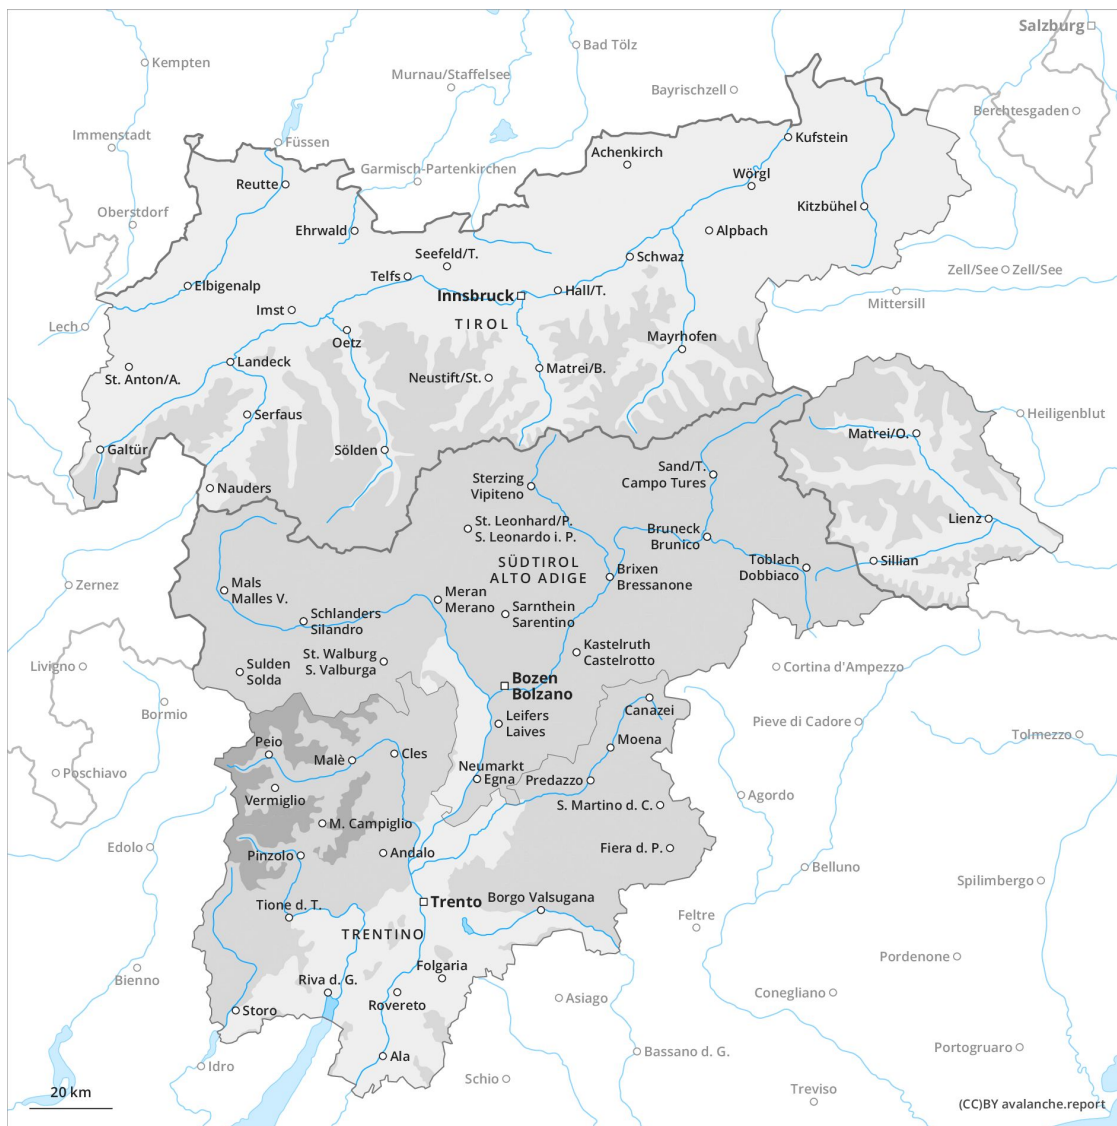 Salzburg
Bad Tölz
Kempten
Murnau/Staffelsee
Bayrischzell
Berchtesgaden
Immenstadt
Füssen
Kufstein
Achenkirch
Garmisch-Partenkirchen
Wörgl
Reutte
Kitzbühel
Oberstdorf
Ehrwald
Alpbach
Seefeld/T.
Schwaz
Telfs
Zell/See
Zell/See
Elbigenalp
Innsbruck
Hall/T.
Mittersill
Imst
TIROL
Lech
Oetz
Mayrhofen
Landeck
Matrei/B.
St. Anton/A.
Neustift/St.
Serfaus
Heiligenblut
Matrei/O.
Galtür
Sölden
Sand/T.
Campo Tures
Sterzing
Vipiteno
Nauders
Lienz
St. Leonhard/P.
S. Leonardo i. P.
Bruneck
Brunico
SÜDTIROL
ALTO ADIGE
Toblach
Dobbiaco
Sillian
Brixen
Bressanone
Zernez
Mals
Malles V.
Meran
Merano
Sarnthein
Sarentino
Schlanders
Silandro
Kastelruth
Castelrotto
St. Walburg
S. Valburga
Livigno
Sulden
Solda
Cortina d'Ampezzo
Bozen
Bolzano
Bormio
Canazei
Leifers
Laives
Pieve di Cadore
Tolmezzo
Peio
Malè
Cles
Moena
Poschiavo
Neumarkt
Egna
Predazzo
Vermiglio
S. Martino d. C.
Agordo
M. Campiglio
Edolo
Pinzolo
Andalo
Fiera d. P.
Belluno
Spilimbergo
Tione d. T.
Trento
Borgo Valsugana
Feltre
TRENTINO
Pordenone
Bienno
Folgaria
Riva d. G.
Rovereto
Asiago
Conegliano
Storo
Ala
Bassano d. G.
Portogruaro
Idro
Schio
Treviso
20 km
(CC)BY avalanche.report